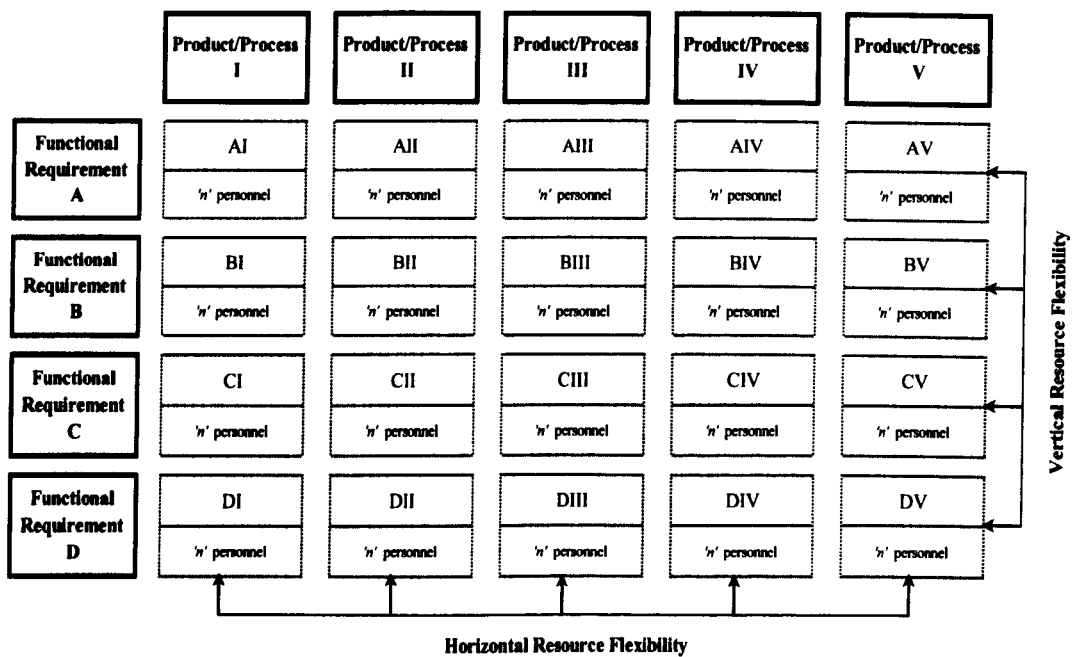 Product/Process Product/Process Product/Process Product/Process Product/Process
I II III IV V
Functional
Requirement
A
AI AII AIII AIV AV
'n' personnel 'n' personnel 'n' personnel 'n' personnel 'n' personnel
Functional
Requirement
B
BI BII BIII BIV BV
'n' personnel 'n' personnel 'n' personnel 'n' personnel 'n' personnel
Functional
Requirement
C
CI CII CIII CIV CV
'n' personnel 'n' personnel 'n' personnel 'n' personnel 'n' personnel
Functional
Requirement
D
DI DII DIII DIV DV
'n' personnel 'n' personnel 'n' personnel 'n' personnel 'n' personnel
Vertical Resource Flexibility
Horizontal Resource Flexibility